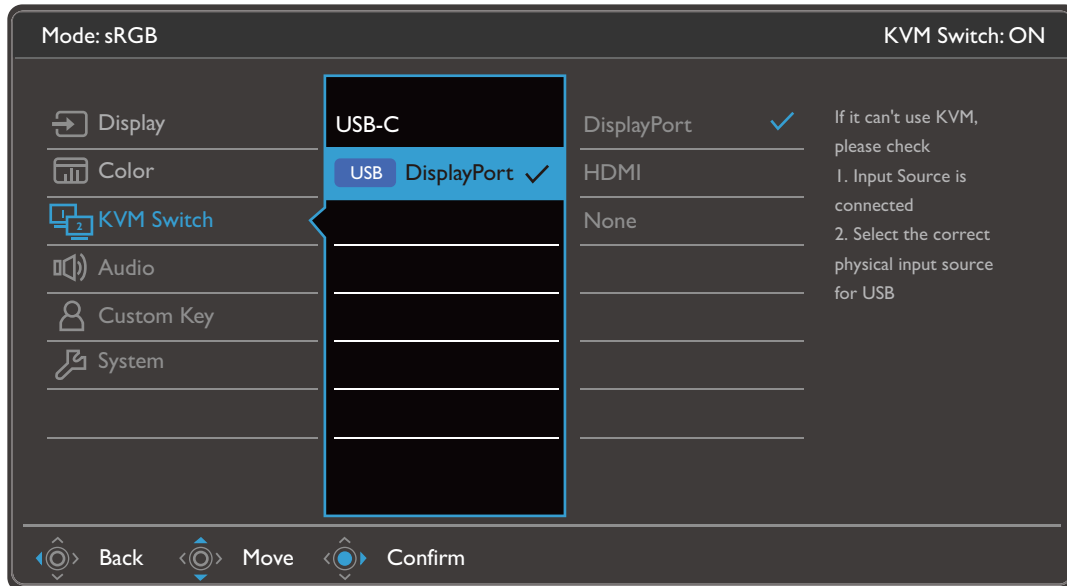 Mode: sRGB
KVM Switch: ON
Display
Color
1
2
KVM Switch
Audio
Custom Key
System
USB-C
USB DisplayPort
DisplayPort
HDMI
None
If it can't use KVM,
please check
1. Input Source is
connected
2. Select the correct
physical input source
for USB
Back
Move
Confirm